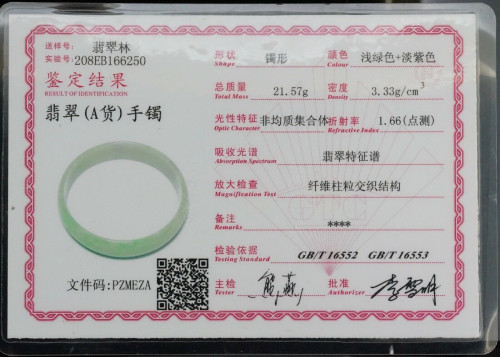 送样号: 翡翠林
实验号: 208EB166250
鉴定结果
RESULT OF IDENTIFICATION
翡翠(A货)手镯
文件码: PZMEZA
形状 镯形 颜色 浅绿色+淡紫色
Shape Colour
总质量 21.57g 密度 3.33g/cm³
Total Mass Density
光性特征 非均质集合体 折射率 1.66(点测)
Optic Character Refractive Index
吸收光谱 翡翠特征谱
Absorption Spectrum
放大检查 纤维柱粒交织结构
Magnification Test
备注 ****
Remarks
检验依据 GB/T 16552 GB/T 16553
Testing Standard
主检 批准
Tester Authorizer